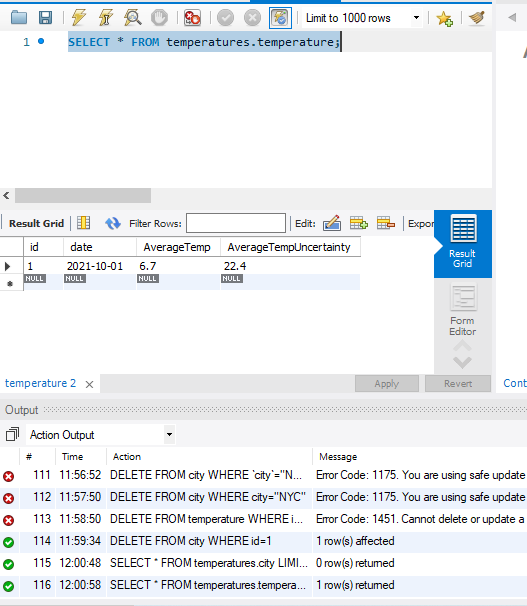 Limit to 1000 rows
1 SELECT * FROM temperatures.temperature;
Result Grid Filter Rows: Edit: Expor
id date AverageTemp AverageTempUncertainty
1 2021-10-01 6.7 22.4
NULL NULL NULL NULL
Result
Grid
Form
Editor
temperature 2 Apply Revert Cont
Output
Action Output
# Time Action Message
111 11:56:52 DELETE FROM city WHERE `city`="N... Error Code: 1175. You are using safe update
112 11:57:50 DELETE FROM city WHERE city="NYC" Error Code: 1175. You are using safe update
113 11:58:50 DELETE FROM temperature WHERE i... Error Code: 1451. Cannot delete or update a
114 11:59:34 DELETE FROM city WHERE id=1 1 row(s) affected
115 12:00:48 SELECT * FROM temperatures.city LIMI... 0 row(s) returned
116 12:00:58 SELECT * FROM temperatures.tempera... 1 row(s) returned